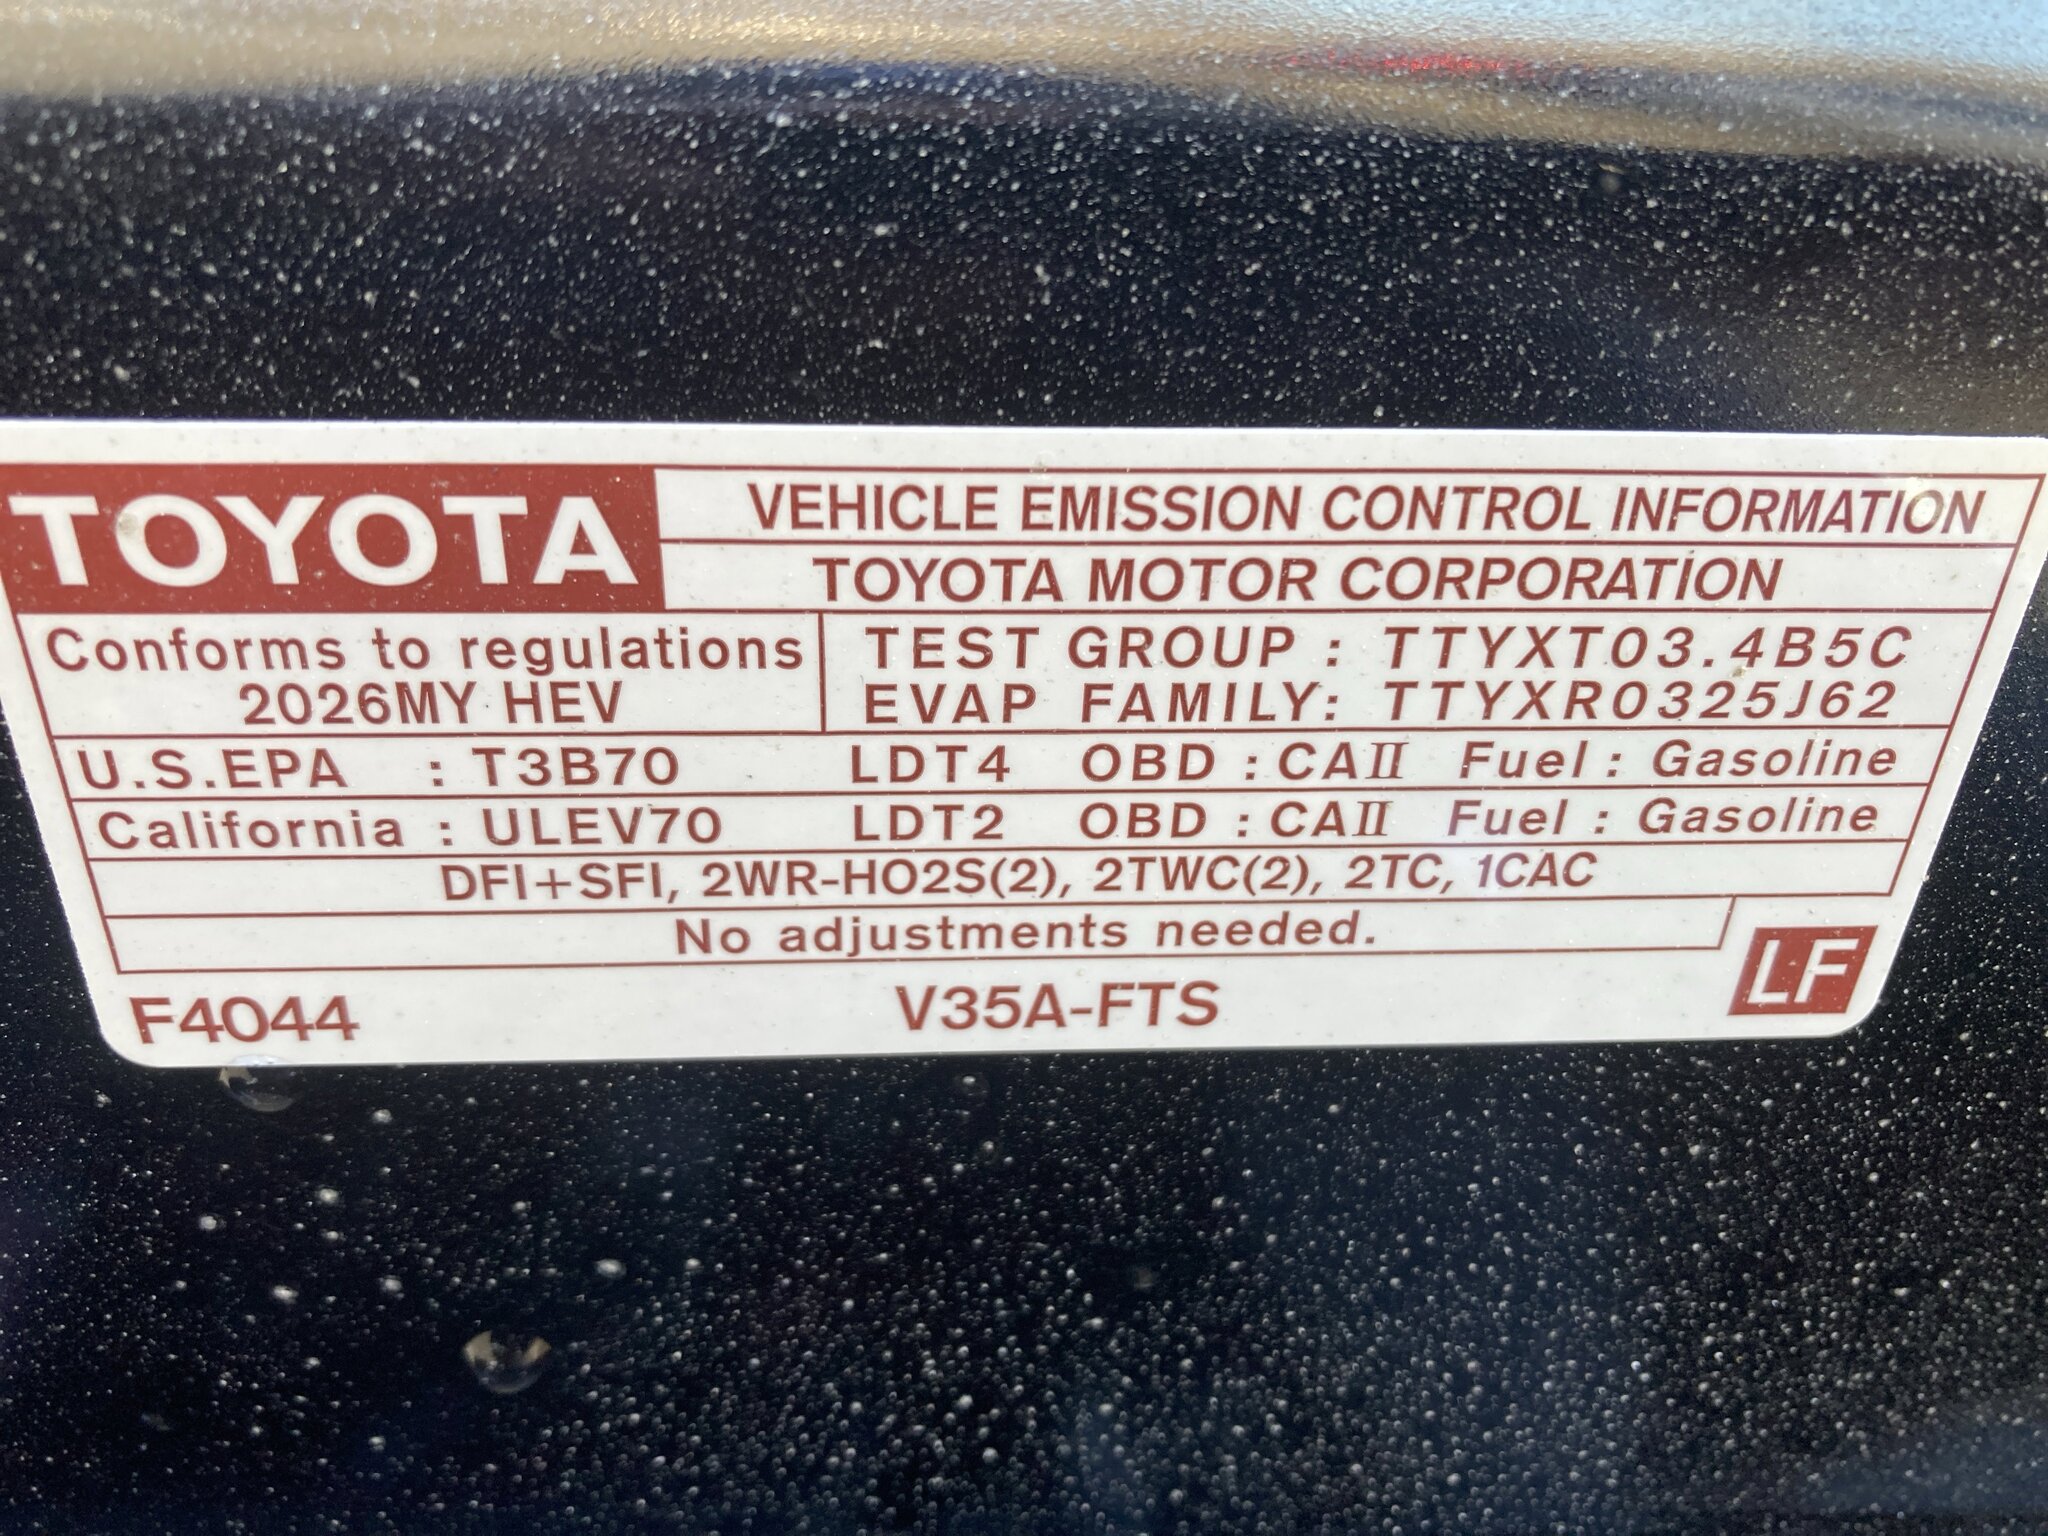 TOYOTA
VEHICLE EMISSION CONTROL INFORMATION
TOYOTA MOTOR CORPORATION
Conforms to regulations
2026MY HEV
TEST GROUP : TTYXT03.4B5C
EVAP FAMILY: TTYXR0325J62
U.S.EPA : T3B70 LDT4 OBD : CAⅡ Fuel : Gasoline
California : ULEV70 LDT2 OBD : CAⅡ Fuel : Gasoline
DFI+SFI, 2WR-HO2S(2), 2TWC(2), 2TC, 1CAC
No adjustments needed.
F4044 V35A-FTS LF